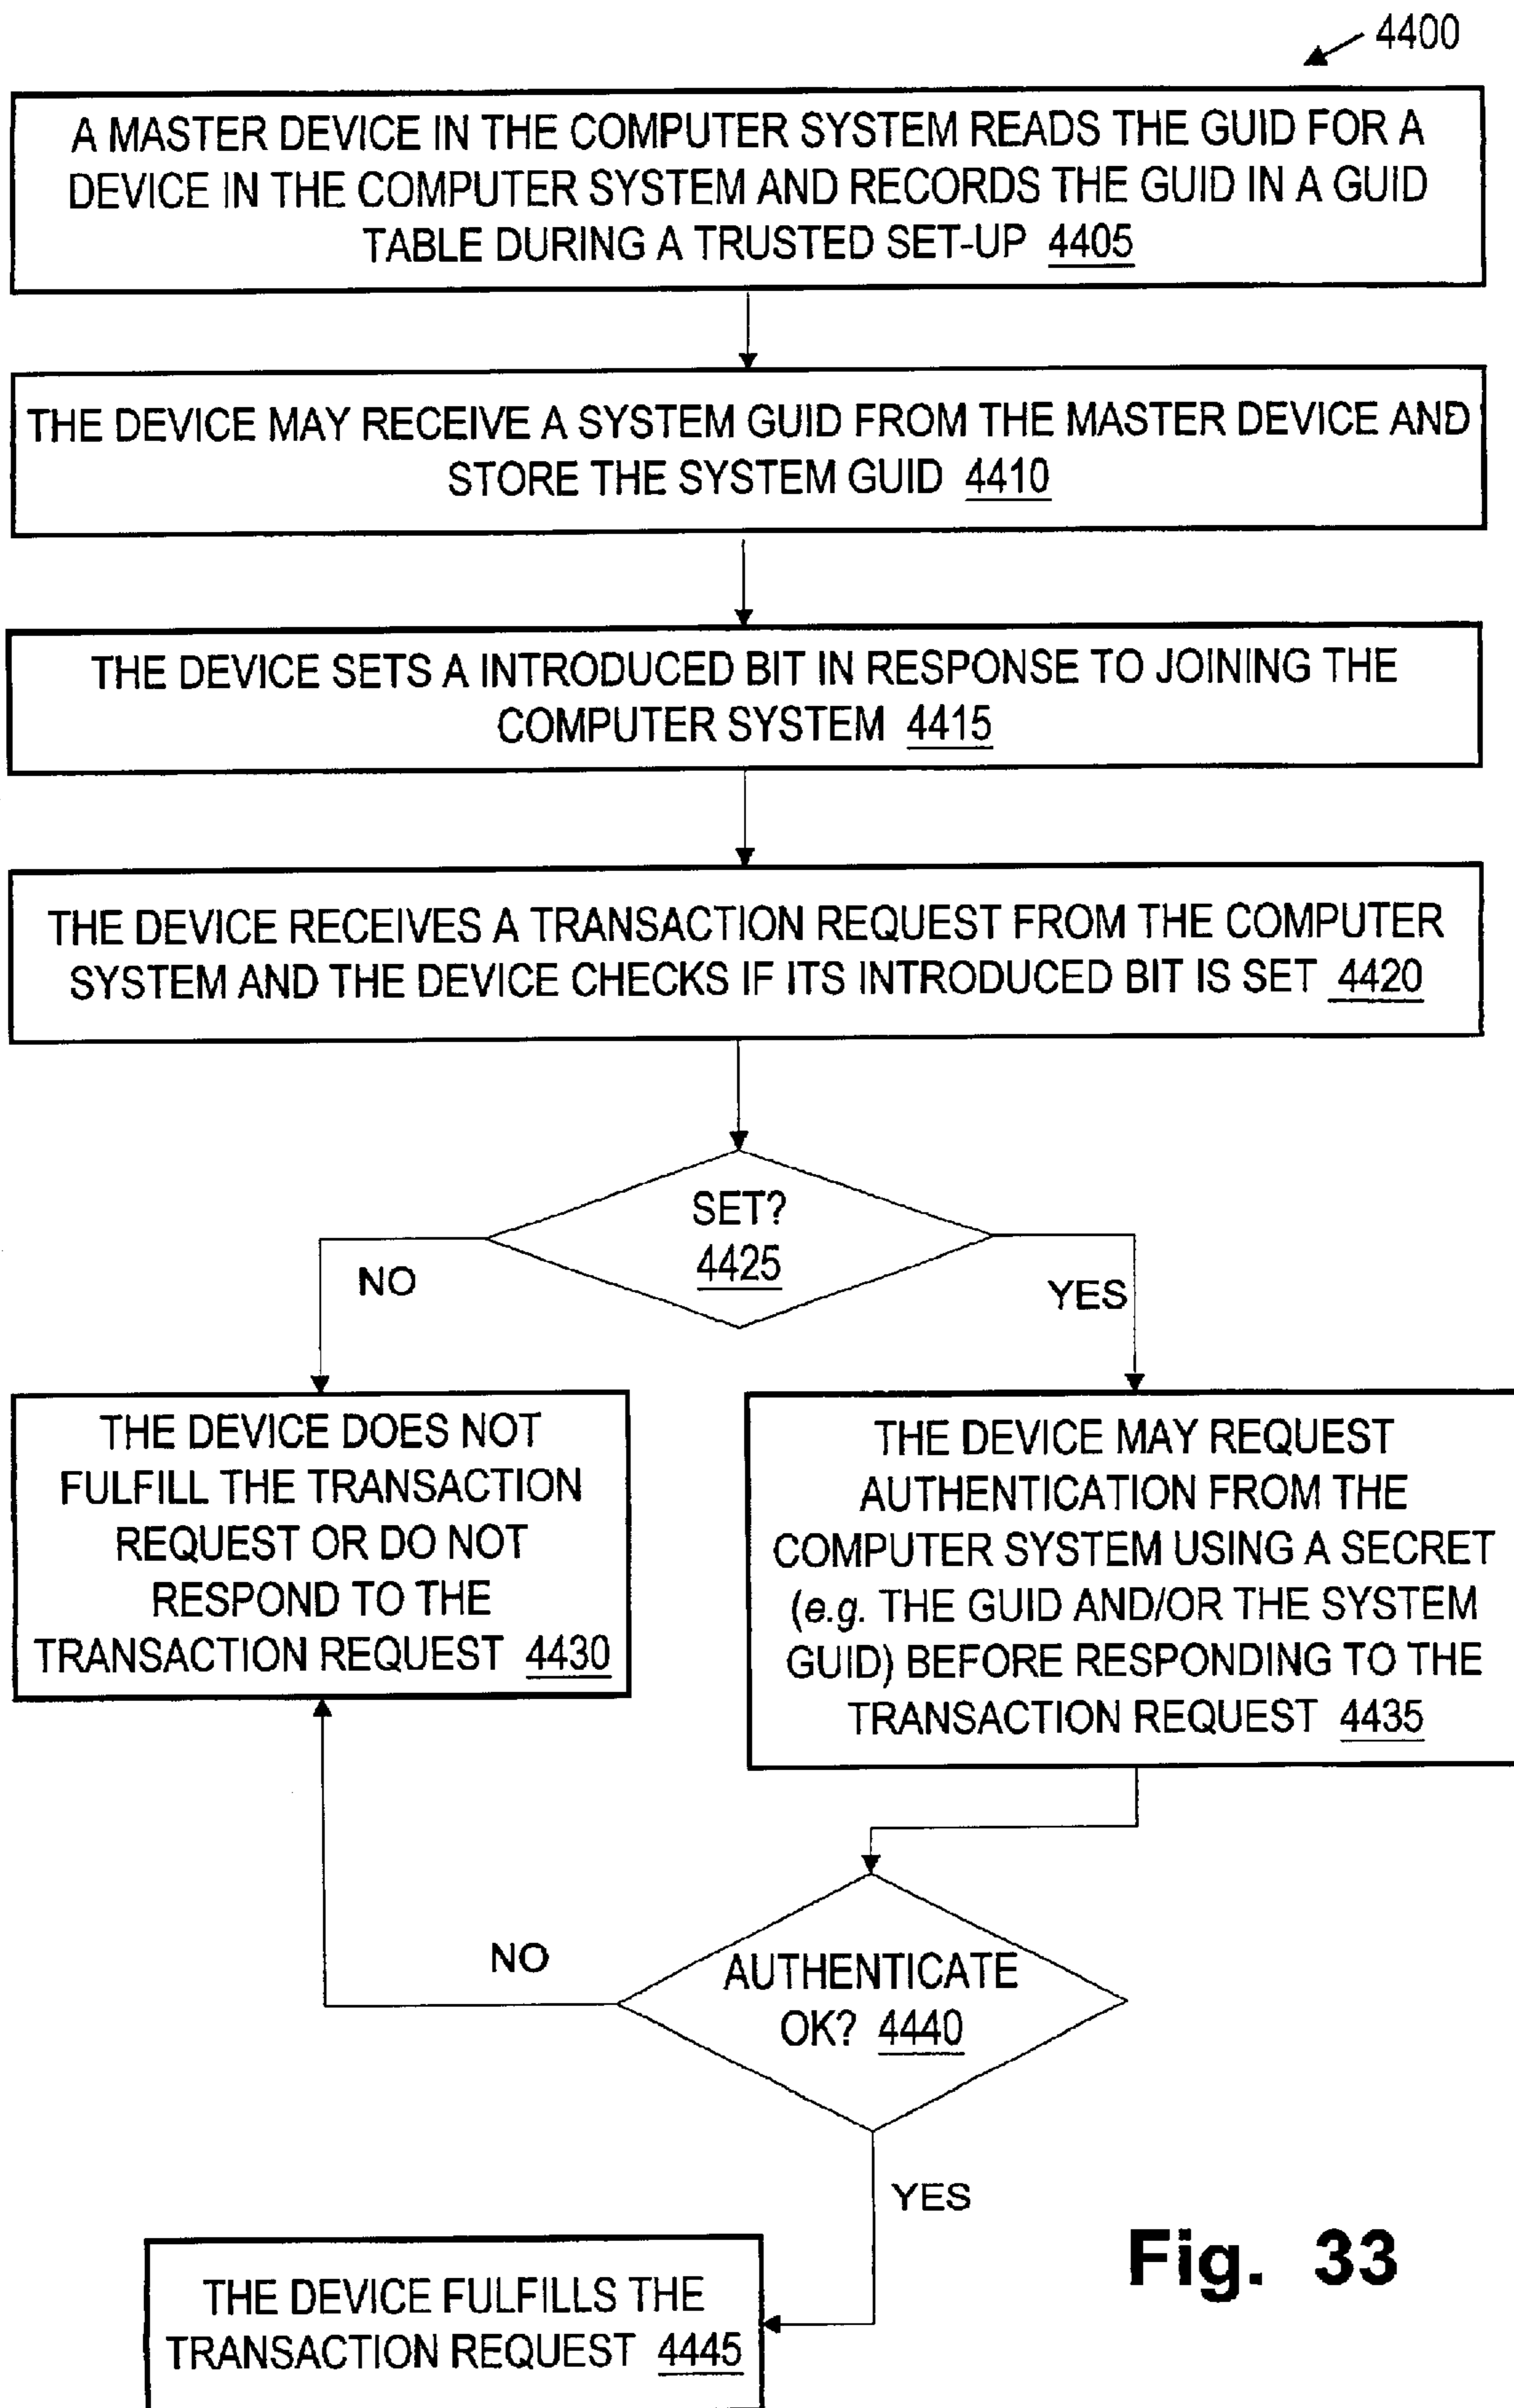 4400
A MASTER DEVICE IN THE COMPUTER SYSTEM READS THE GUID FOR A
DEVICE IN THE COMPUTER SYSTEM AND RECORDS THE GUID IN A GUID
TABLE DURING A TRUSTED SET-UP 4405
THE DEVICE MAY RECEIVE A SYSTEM GUID FROM THE MASTER DEVICE AND
STORE THE SYSTEM GUID 4410
THE DEVICE SETS A INTRODUCED BIT IN RESPONSE TO JOINING THE
COMPUTER SYSTEM 4415
THE DEVICE RECEIVES A TRANSACTION REQUEST FROM THE COMPUTER
SYSTEM AND THE DEVICE CHECKS IF ITS INTRODUCED BIT IS SET 4420
SET?
4425
NO
YES
THE DEVICE DOES NOT
FULFILL THE TRANSACTION
REQUEST OR DO NOT
RESPOND TO THE
TRANSACTION REQUEST 4430
THE DEVICE MAY REQUEST
AUTHENTICATION FROM THE
COMPUTER SYSTEM USING A SECRET
(e.g. THE GUID AND/OR THE SYSTEM
GUID) BEFORE RESPONDING TO THE
TRANSACTION REQUEST 4435
NO
AUTHENTICATE
OK? 4440
YES
THE DEVICE FULFILLS THE
TRANSACTION REQUEST 4445
Fig. 33